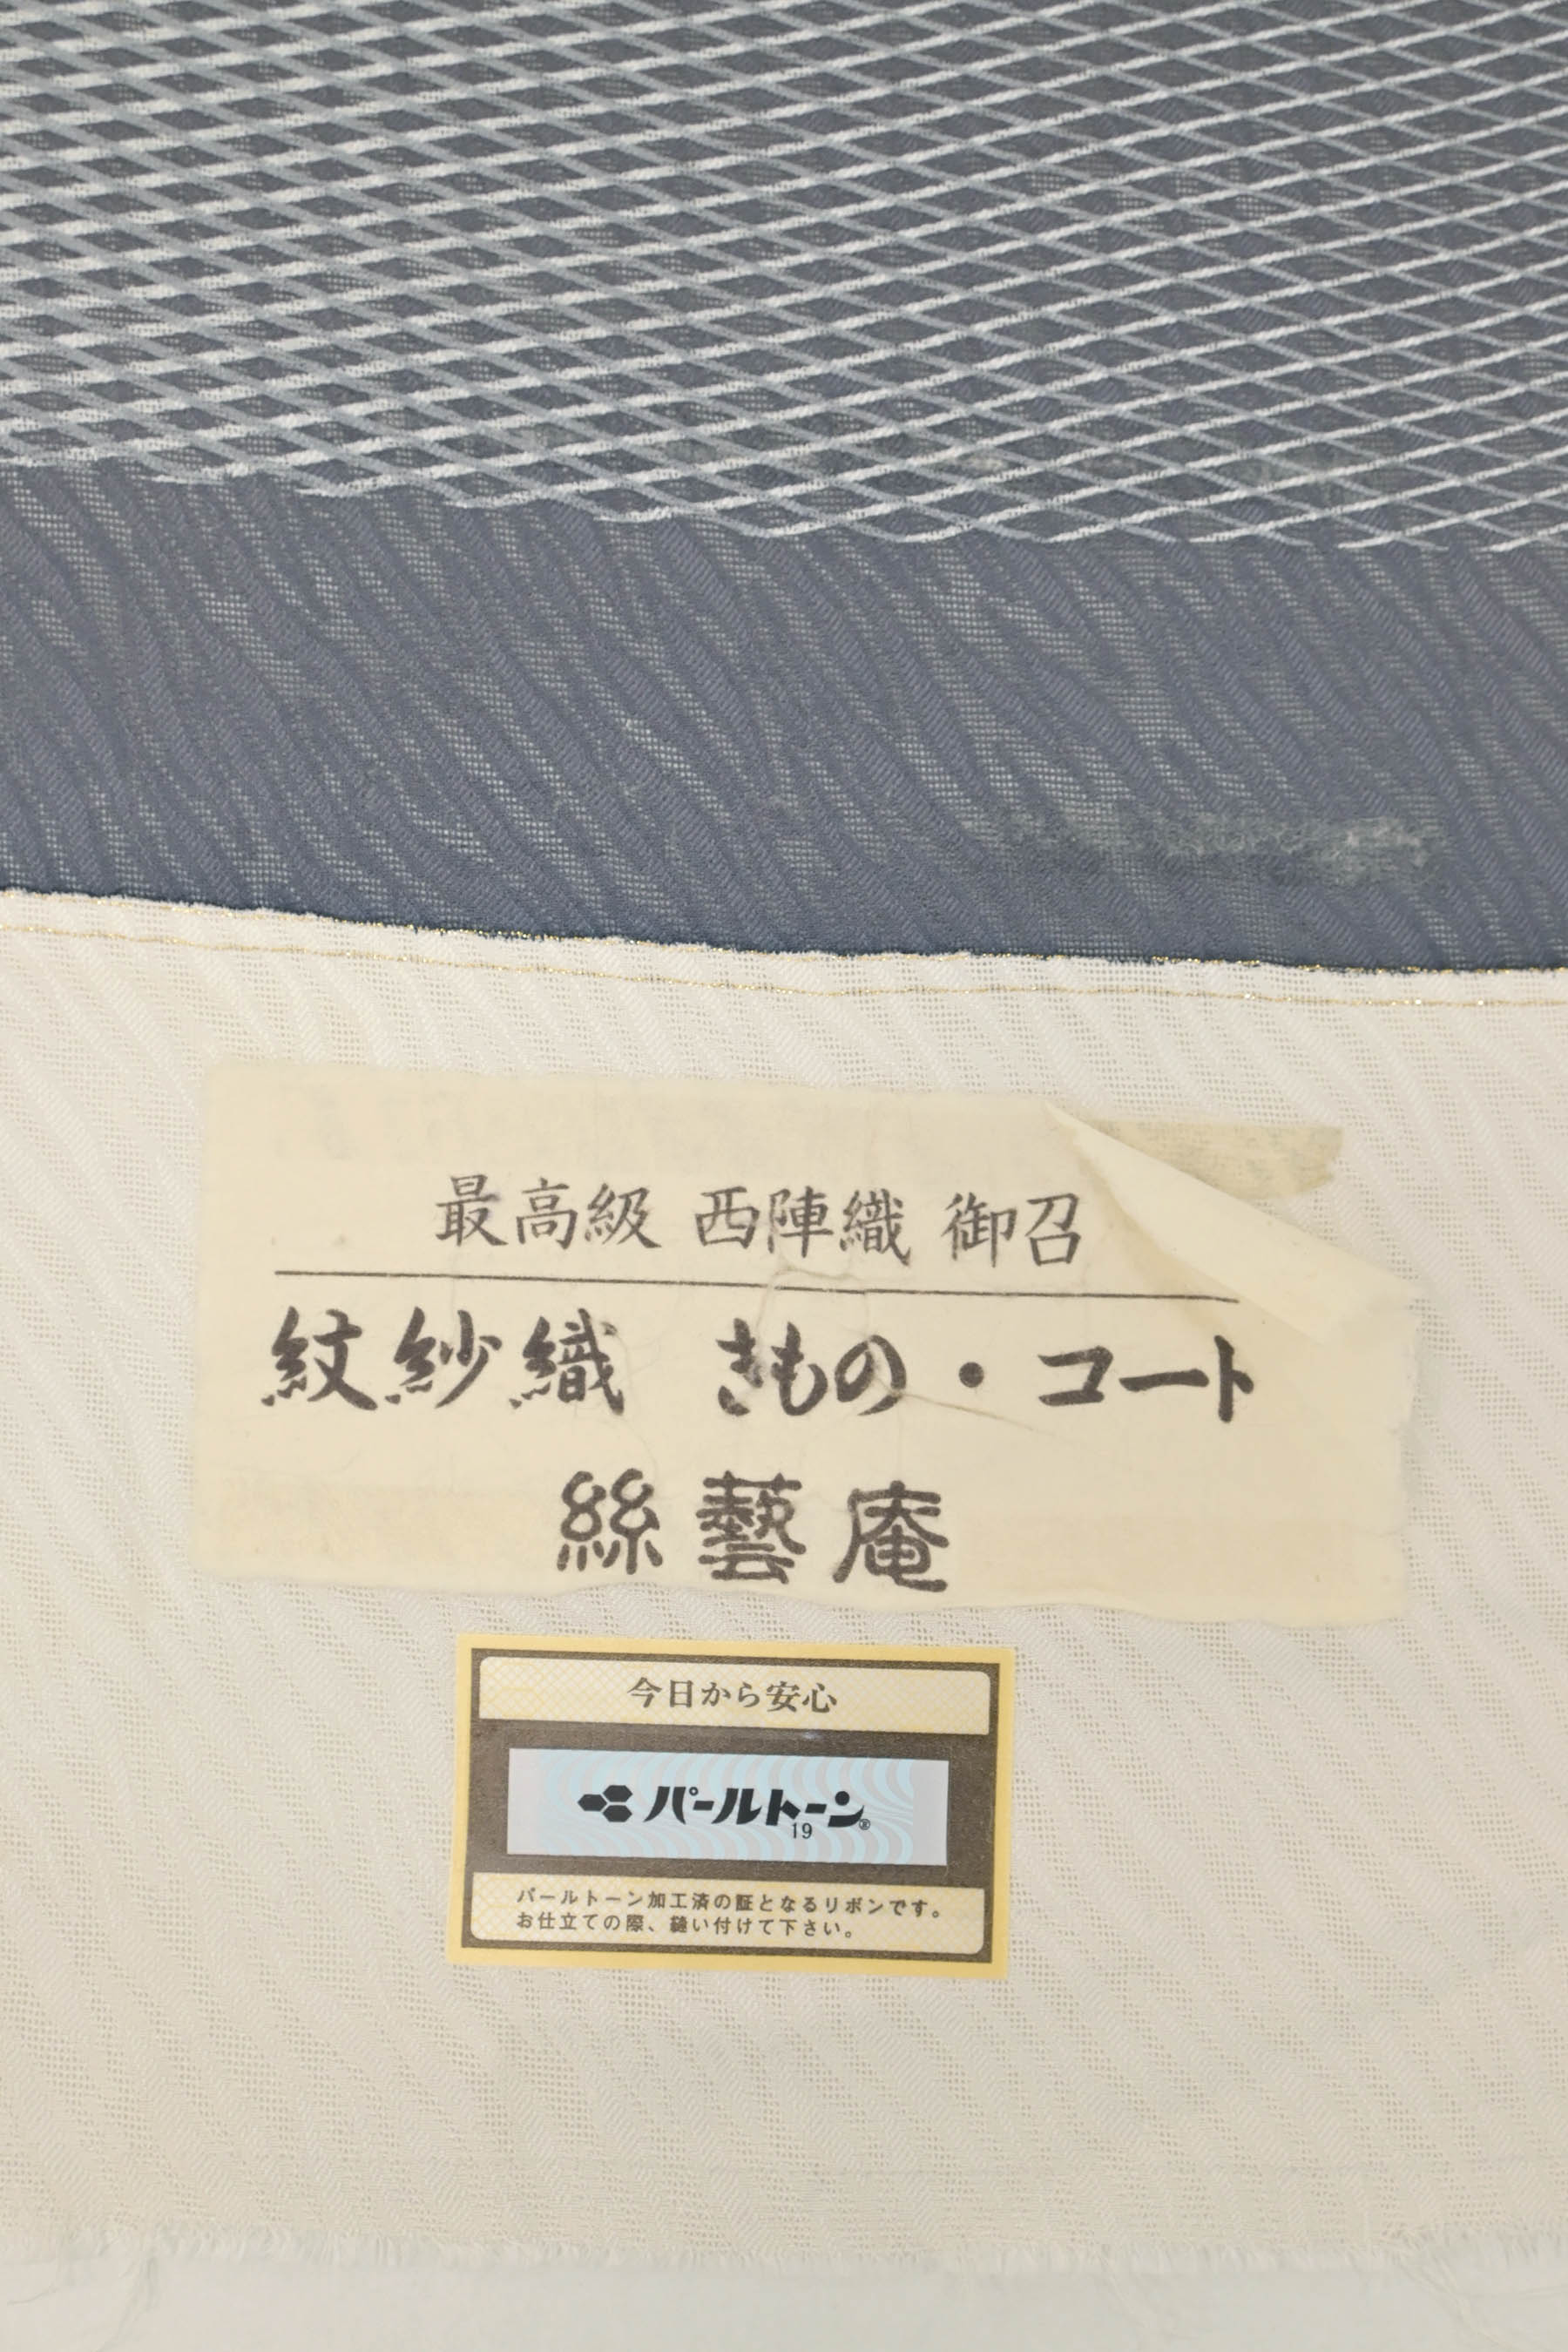 最高級 西陣織 御召
紋紗織 きもの・コート
絲藝庵
今日から安心
パールトーン®
19
パールトーン加工済の証となるリボンです。
お仕立ての際、縫い付けて下さい。